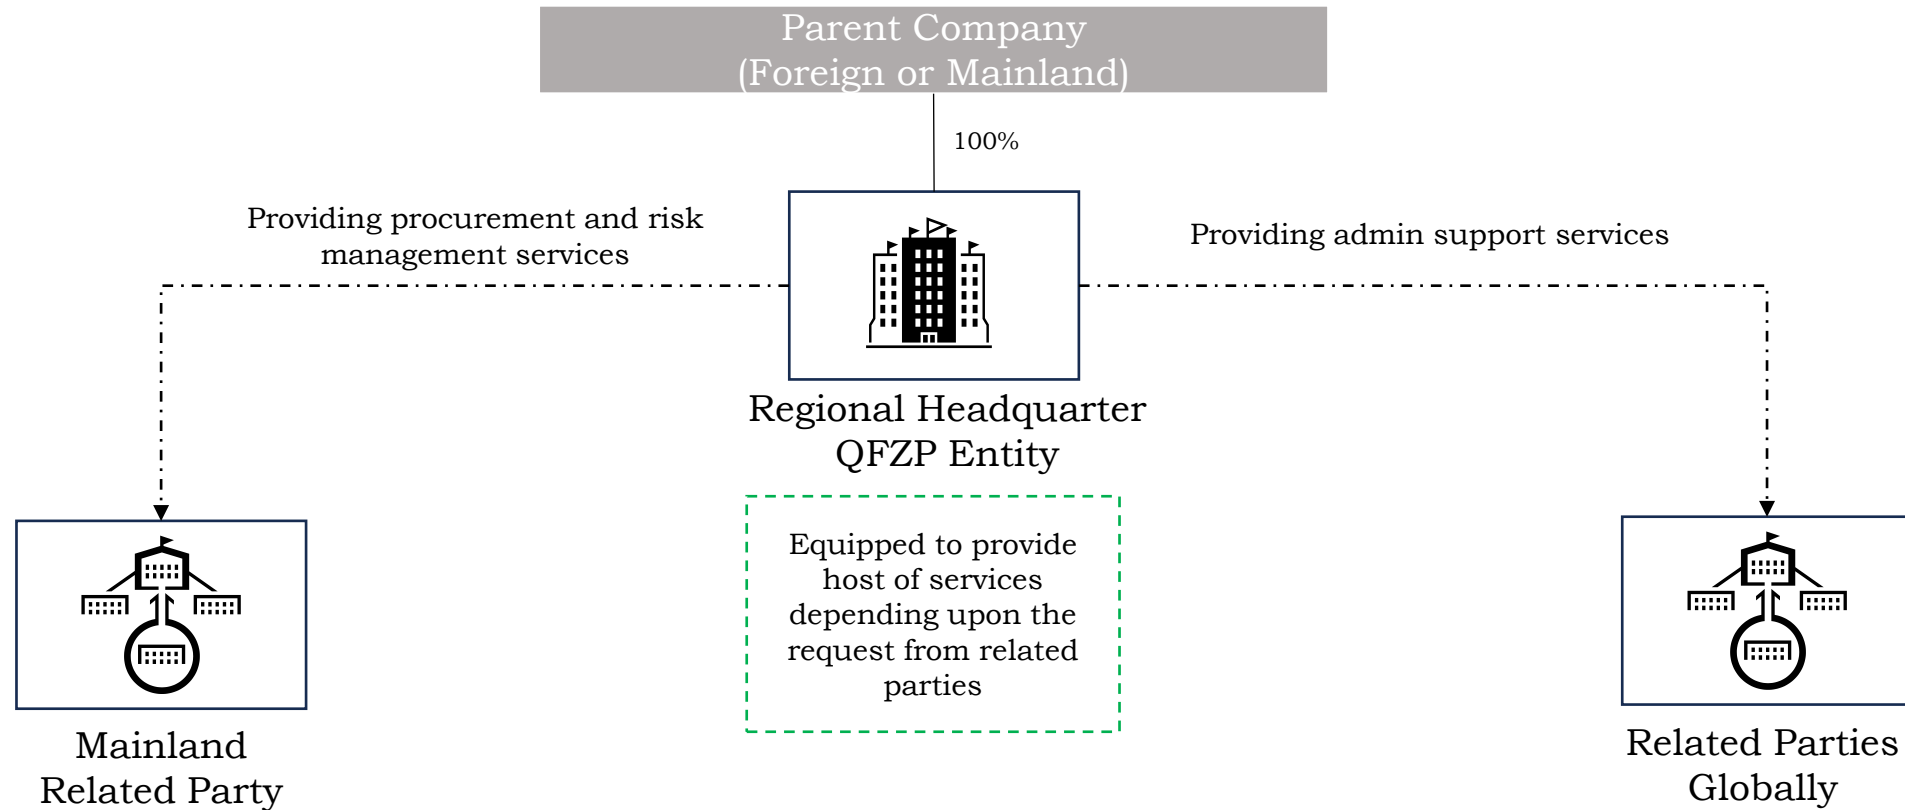 Parent Company
(Foreign or Mainland)
100%
Providing procurement and risk
management services
Providing admin support services
Regional Headquarter
QFZP Entity
Equipped to provide
host of services
depending upon the
request from related
parties
Mainland
Related Party
Related Parties
Globally